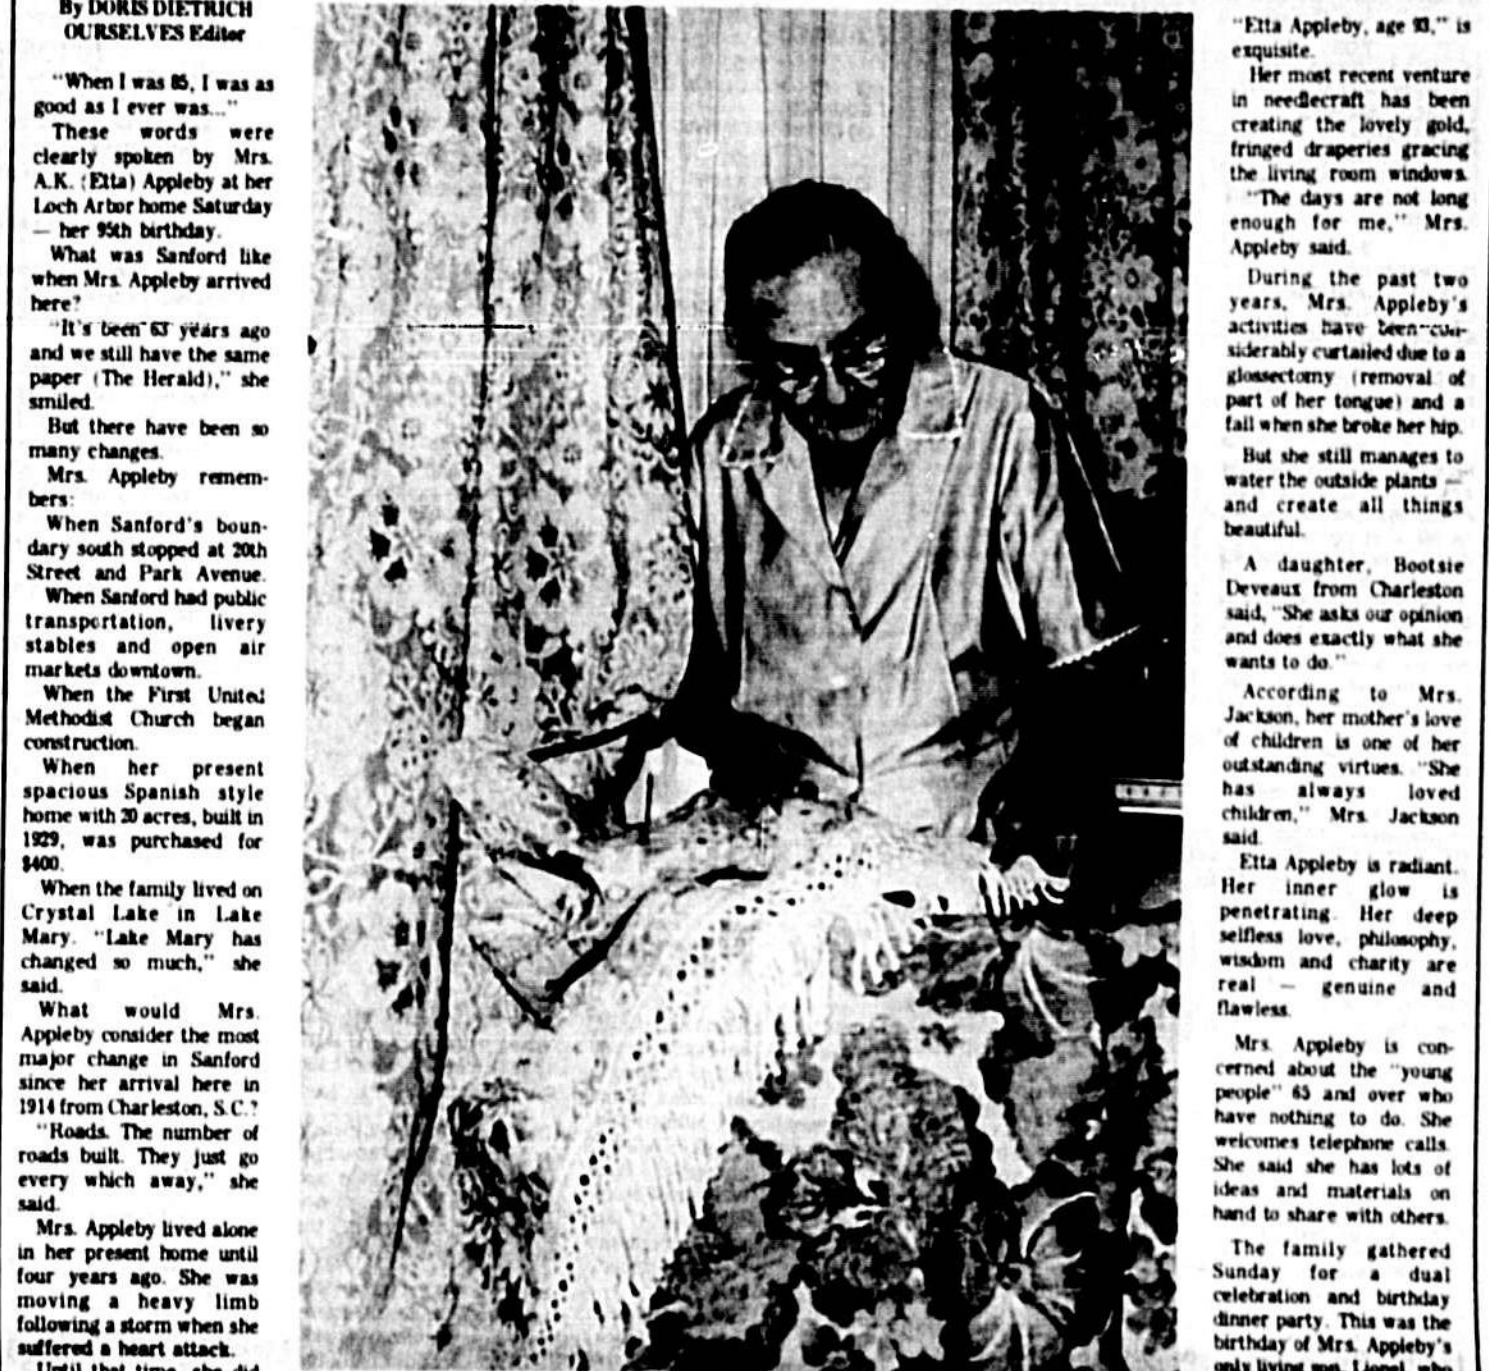 By DORIS DIETRICH
OURSELVES Editor
"When I was 85, I was as
good as I ever was..."
These words were
clearly spoken by Mrs.
A.K. (Etta) Appleby at her
Loch Arbor home Saturday
— her 95th birthday.
What was Sanford like
when Mrs. Appleby arrived
here?
"It's been 63 years ago
and we still have the same
paper (The Herald)," she
smiled.
But there have been so
many changes.
Mrs. Appleby remem-
bers:
When Sanford's boun-
dary south stopped at 20th
Street and Park Avenue.
When Sanford had public
transportation, livery
stables and open air
markets downtown.
When the First United
Methodist Church began
construction.
When her present
spacious Spanish style
home with 20 acres, built in
1929, was purchased for
$400.
When the family lived on
Crystal Lake in Lake
Mary. "Lake Mary has
changed so much," she
said.
What would Mrs.
Appleby consider the most
major change in Sanford
since her arrival here in
1914 from Charleston, S.C.?
"Roads. The number of
roads built. They just go
every which away," she
said.
Mrs. Appleby lived alone
in her present home until
four years ago. She was
moving a heavy limb
following a storm when she
suffered a heart attack.
Until that time, she did
"Etta Appleby, age 93," is
exquisite.
Her most recent venture
in needlecraft has been
creating the lovely gold,
fringed draperies gracing
the living room windows.
"The days are not long
enough for me," Mrs.
Appleby said.
During the past two
years, Mrs. Appleby's
activities have been con-
siderably curtailed due to a
glossectomy (removal of
part of her tongue) and a
fall when she broke her hip.
But she still manages to
water the outside plants —
and create all things
beautiful.
A daughter, Bootsie
Deveaux from Charleston
said, "She asks our opinion
and does exactly what she
wants to do."
According to Mrs.
Jackson, her mother's love
of children is one of her
outstanding virtues. "She
has always loved
children," Mrs. Jackson
said.
Etta Appleby is radiant.
Her inner glow is
penetrating. Her deep
selfless love, philosophy,
wisdom and charity are
real — genuine and
flawless.
Mrs. Appleby is con-
cerned about the "young
people" 65 and over who
have nothing to do. She
welcomes telephone calls.
She said she has lots of
ideas and materials on
hand to share with others.
The family gathered
Sunday for a dual
celebration and birthday
dinner party. This was the
birthday of Mrs. Appleby's
only living son